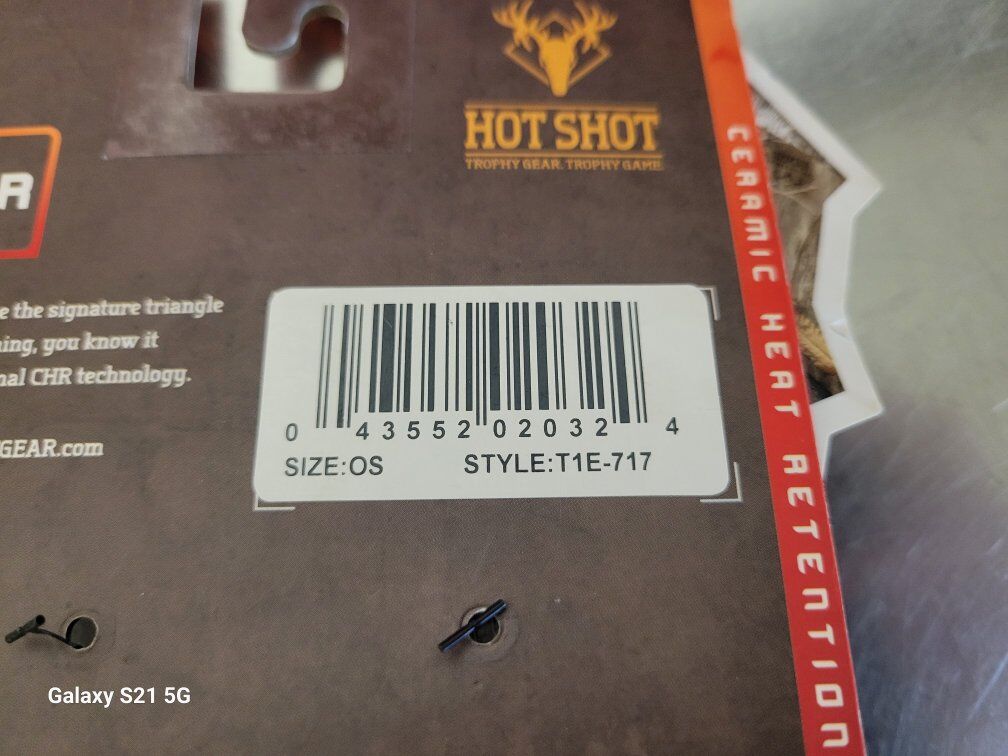 HOT SHOT
TROPHY GEAR. TROPHY GAME.
R
e the signature triangle
ing, you know it
nal CHR technology.
GEAR.com
0 43552 02032 4
SIZE:OS STYLE:T1E-717
CERAMIC HEAT RETENTION
Galaxy S21 5G